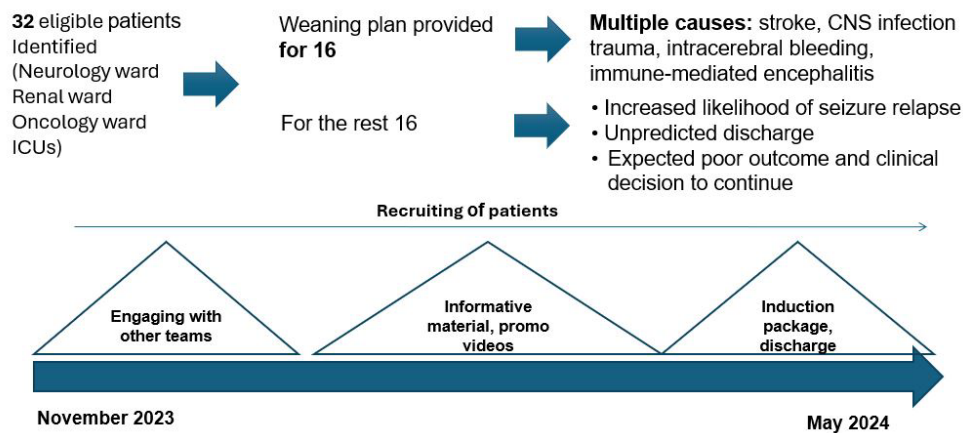 32 eligible patients
Identified
(Neurology ward
Renal ward
Oncology ward
ICUs)
Weaning plan provided
for 16
Multiple causes: stroke, CNS infection
trauma, intracerebral bleeding,
immune-mediated encephalitis
For the rest 16
• Increased likelihood of seizure relapse
• Unpredicted discharge
• Expected poor outcome and clinical
decision to continue
Recruiting 0f patients
Engaging with
other teams
Informative
material, promo
videos
Induction
package,
discharge
November 2023
May 2024